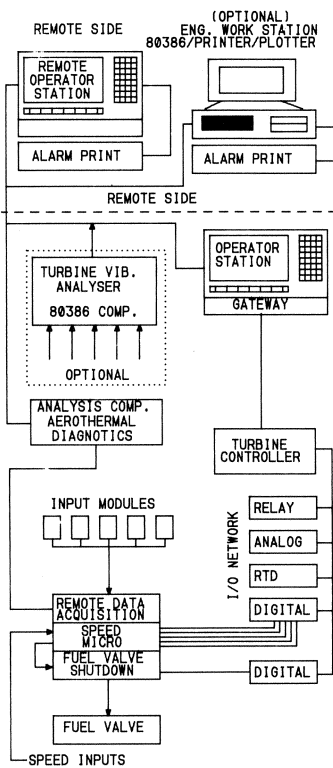 REMOTE SIDE
(OPTIONAL)
ENG. WORK STATION
80386/PRINTER/PLOTTER
REMOTE
OPERATOR
STATION
ALARM PRINT
ALARM PRINT
REMOTE SIDE
TURBINE VIB.
ANALYSER
80386 COMP.
OPTIONAL
OPERATOR
STATION
GATEWAY
ANALYSIS COMP.
AEROTHERMAL
DIAGNOTICS
TURBINE
CONTROLLER
INPUT MODULES
I/O NETWORK
RELAY
ANALOG
RTD
DIGITAL
REMOTE DATA
ACQUISITION
SPEED
MICRO
FUEL VALVE
SHUTDOWN
DIGITAL
FUEL VALVE
SPEED INPUTS